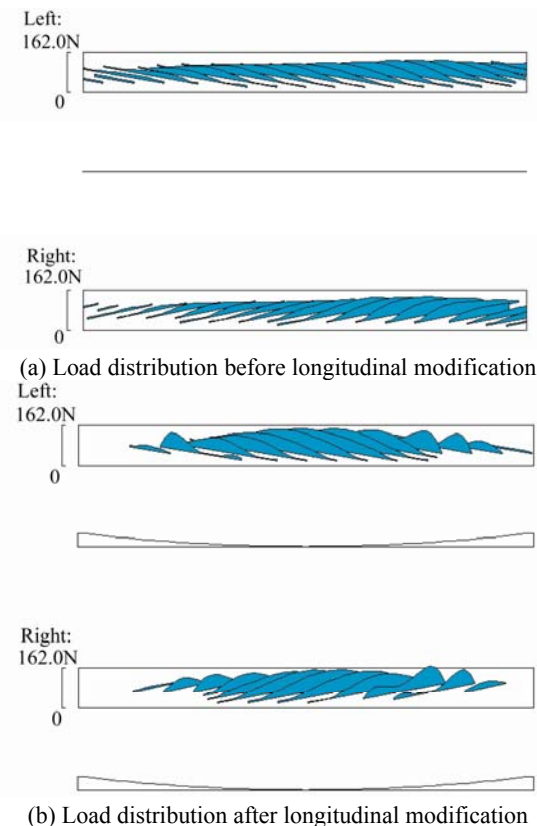 Left:
162.0N
0
Right:
162.0N
0
(a) Load distribution before longitudinal modification
Left:
162.0N
0
Right:
162.0N
0
(b) Load distribution after longitudinal modification